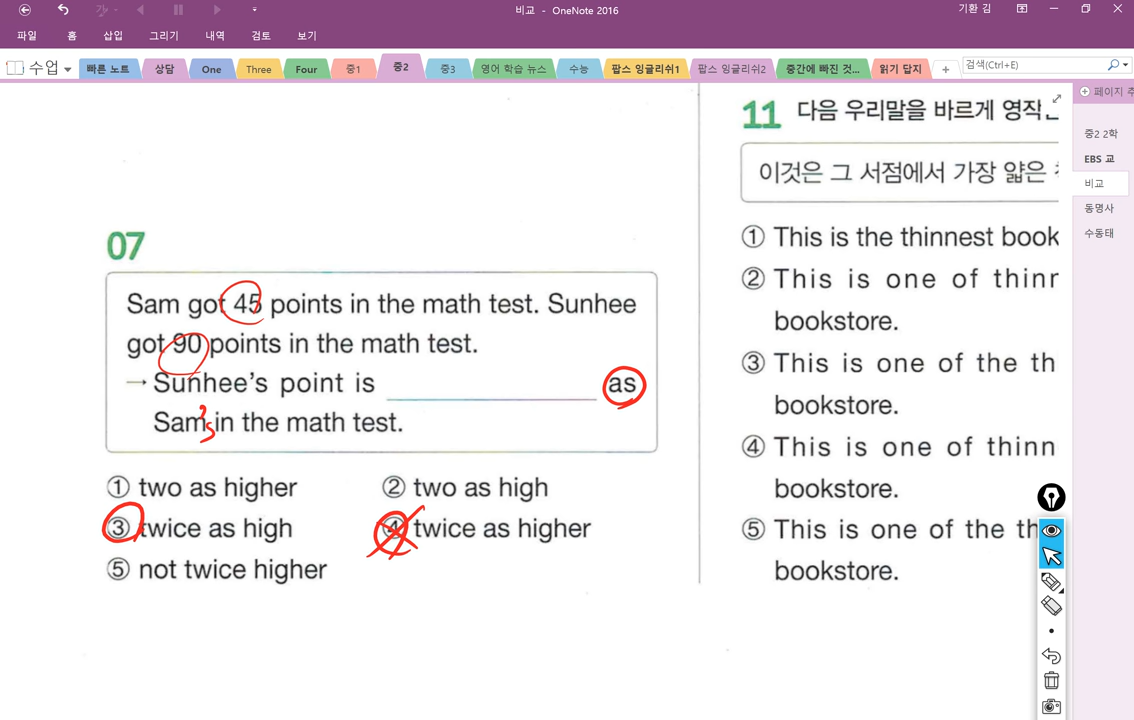 비교 - OneNote 2016
기환 김
파일 홈 삽입 그리기 내역 검토 보기
수업 빠른 노트 상담 One Three Four 중1 중2 중3 영어 학습 뉴스 수능 팝스 잉글리쉬1 팝스 잉글리쉬2 중간에 빠진 것... 읽기 답지 검색(Ctrl+E)
페이지 추
중2 2학
EBS 교
비교
동명사
수동태
07
Sam got 45 points in the math test. Sunhee
got 90 points in the math test.
→ Sunhee's point is ____________ as
Sam's in the math test.
① two as higher
② two as high
③ twice as high
④ twice as higher
⑤ not twice higher
11 다음 우리말을 바르게 영작
이것은 그 서점에서 가장 얇은
① This is the thinnest book
② This is one of thinn
bookstore.
③ This is one of the th
bookstore.
④ This is one of thinn
bookstore.
⑤ This is one of the th
bookstore.